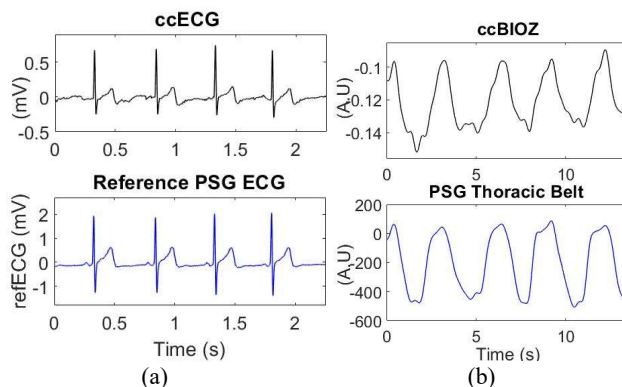 ccECG
(mV)
0.5
0
-0.5
0 0.5 1 1.5 2
Reference PSG ECG
refECG (mV)
2
1
0
-1
0 0.5 1 1.5 2
Time (s)
(a)
ccBIOZ
(A,U)
-0.1
-0.12
-0.14
0 5 10
PSG Thoracic Belt
(A,U)
200
0
-200
-400
-600
0 5 10
Time (s)
(b)